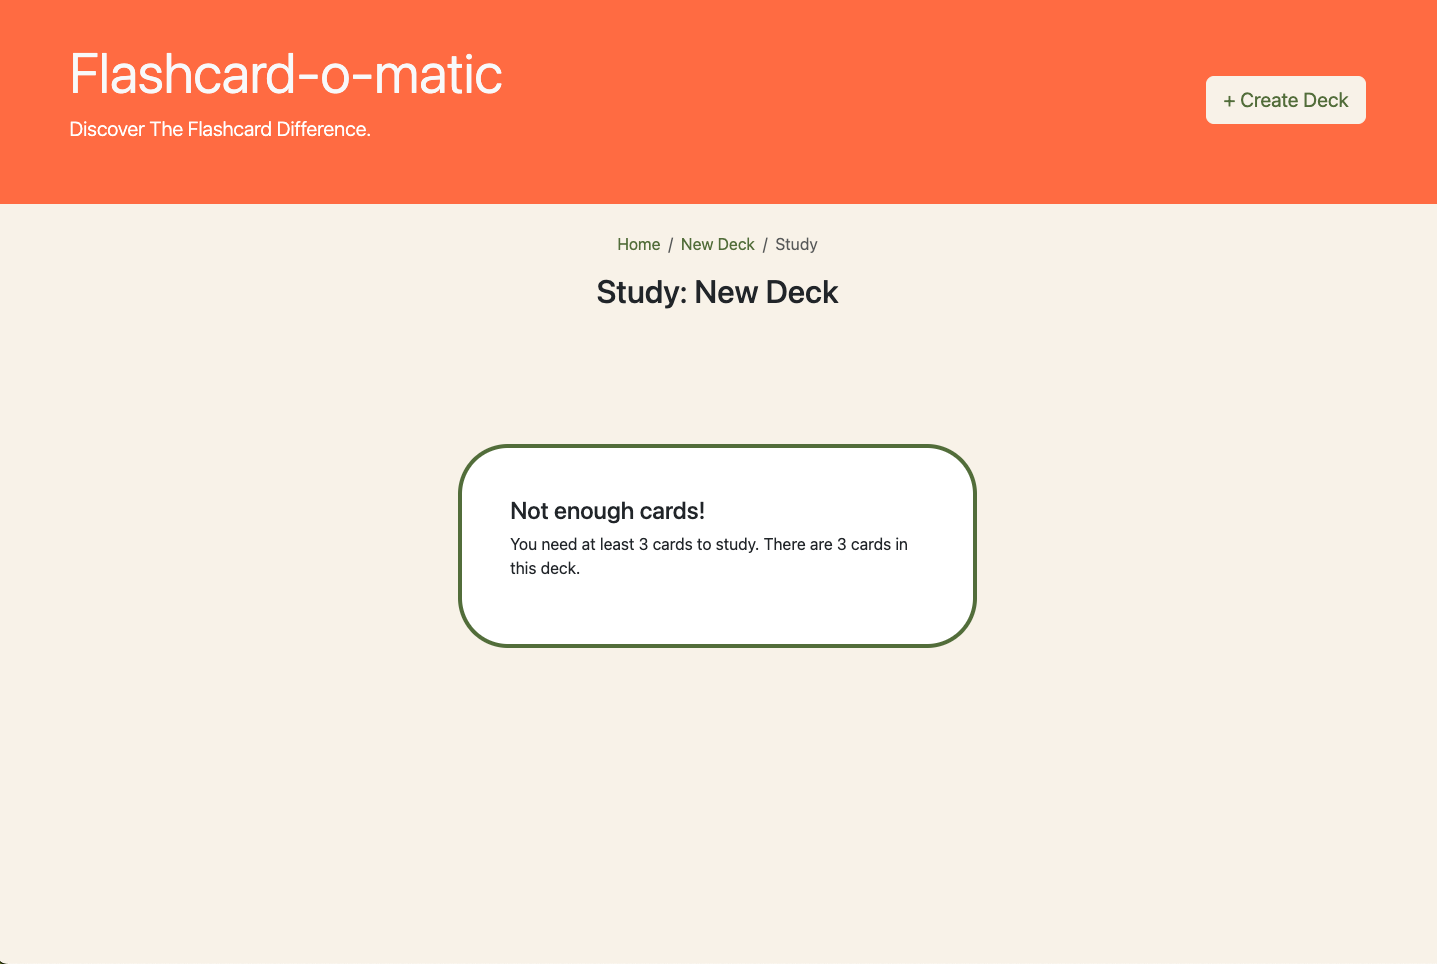 Flashcard-o-matic
Discover The Flashcard Difference.
+ Create Deck
Home / New Deck / Study
Study: New Deck
Not enough cards!
You need at least 3 cards to study. There are 3 cards in
this deck.